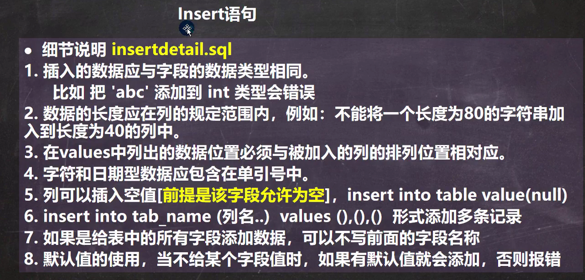 Insert语句
● 细节说明 insertdetail.sql
1. 插入的数据应与字段的数据类型相同。
比如 把 'abc' 添加到 int 类型会错误
2. 数据的长度应在列的规定范围内，例如：不能将一个长度为80的字符串加
入到长度为40的列中。
3. 在values中列出的数据位置必须与被加入的列的排列位置相对应。
4. 字符和日期型数据应包含在单引号中。
5. 列可以插入空值[前提是该字段允许为空]，insert into table value(null)
6. insert into tab_name (列名..) values (),(),() 形式添加多条记录
7. 如果是给表中的所有字段添加数据，可以不写前面的字段名称
8. 默认值的使用，当不给某个字段值时，如果有默认值就会添加，否则报错